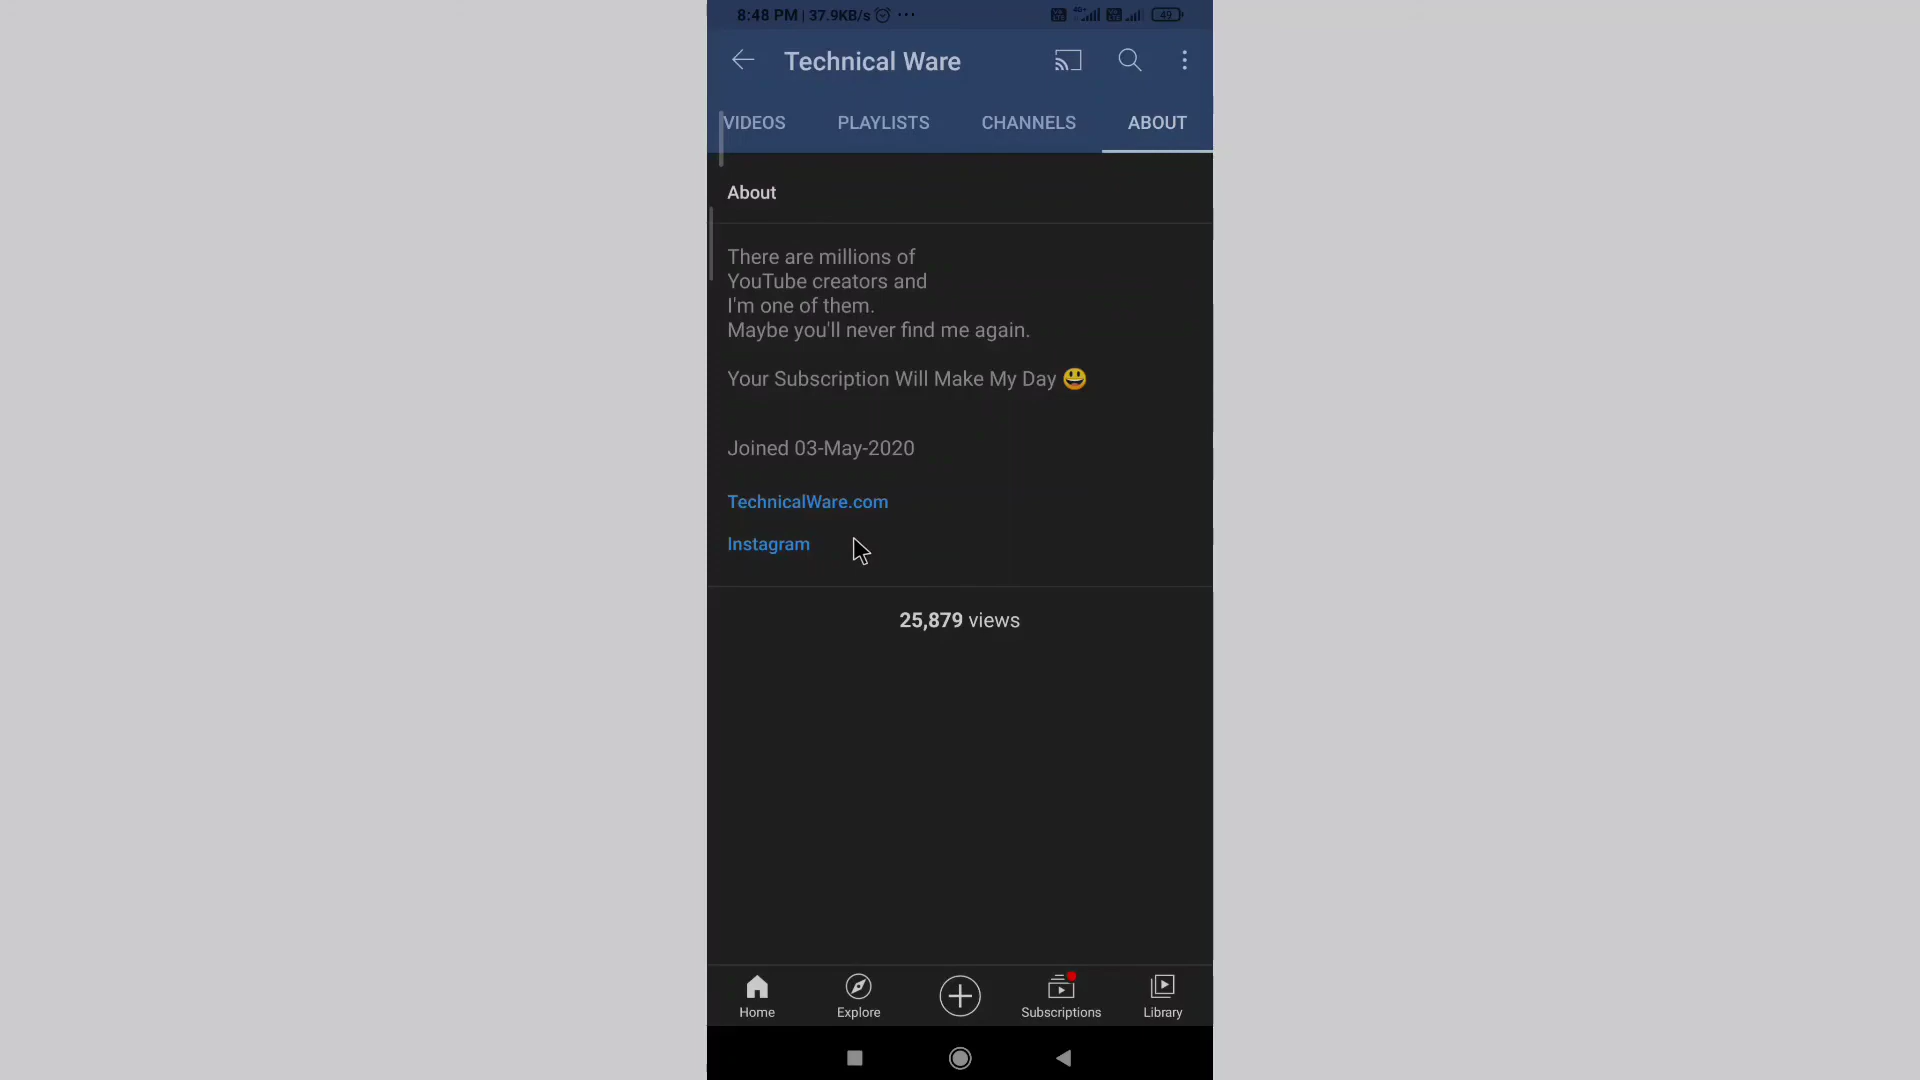 8:48 PM | 37.9KB/s ...
49
Technical Ware
VIDEOS PLAYLISTS CHANNELS ABOUT
About
There are millions of
YouTube creators and
I'm one of them.
Maybe you'll never find me again.
Your Subscription Will Make My Day 😃
Joined 03-May-2020
TechnicalWare.com
Instagram
25,879 views
Home Explore Subscriptions Library